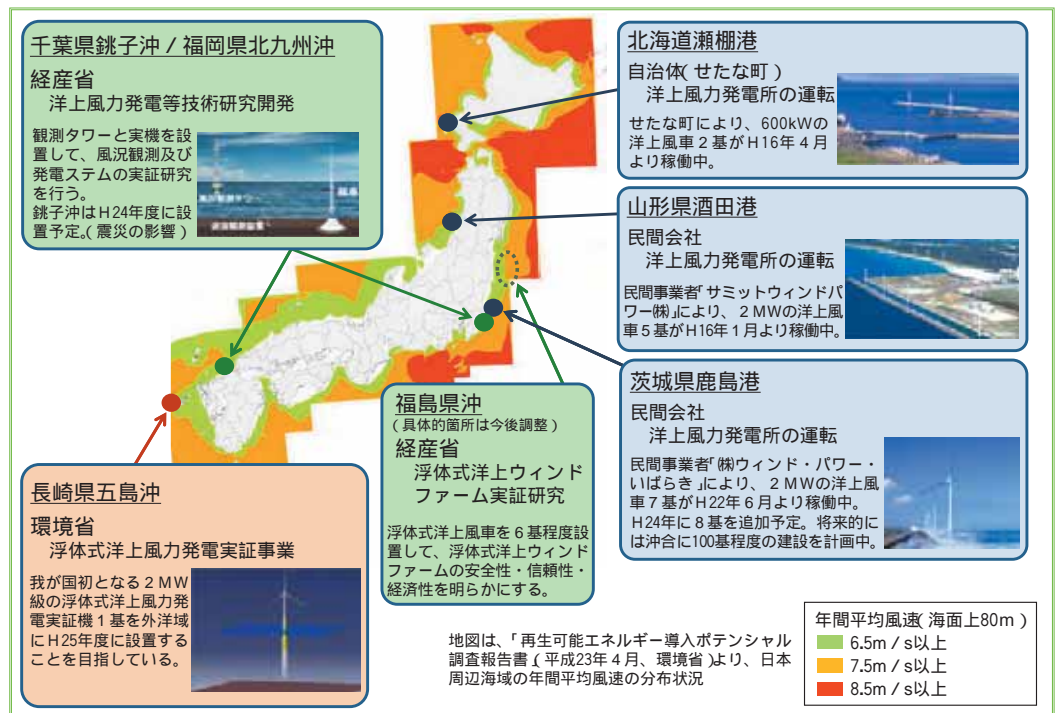 千葉県銚子沖 / 福岡県北九州沖
経産省
洋上風力発電等技術研究開発
観測タワーと実機を設
置して、風況観測及び
発電ステムの実証研究
を行う。
銚子沖はH24年度に設
置予定。(震災の影響)
北海道瀬棚港
自治体(せたな町)
洋上風力発電所の運転
せたな町により、600kWの
洋上風車2基がH16年4月
より稼働中。
山形県酒田港
民間会社
洋上風力発電所の運転
民間事業者「サミットウィンドパ
ワー㈱」により、2MWの洋上風
車5基がH16年1月より稼働中。
茨城県鹿島港
民間会社
洋上風力発電所の運転
民間事業者「㈱ウィンド・パワー・
いばらき」により、2MWの洋上風
車7基がH22年6月より稼働中。
H24年に8基を追加予定。将来的に
は沖合に100基程度の建設を計画中。
福島県沖
(具体的箇所は今後調整)
経産省
浮体式洋上ウィンド
ファーム実証研究
浮体式洋上風車を6基程度設
置して、浮体式洋上ウィンド
ファームの安全性・信頼性・
経済性を明らかにする。
長崎県五島沖
環境省
浮体式洋上風力発電実証事業
我が国初となる2MW
級の浮体式洋上風力発
電実証機1基を外洋域
にH25年度に設置する
ことを目指している。
地図は、「再生可能エネルギー導入ポテンシャル
調査報告書」(平成23年4月、環境省)より、日本
周辺海域の年間平均風速の分布状況
年間平均風速(海面上80m)
6.5m/s以上
7.5m/s以上
8.5m/s以上